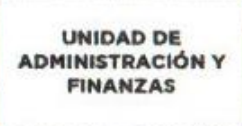 UNIDAD DE
ADMINISTRACIÓN Y
FINANZAS